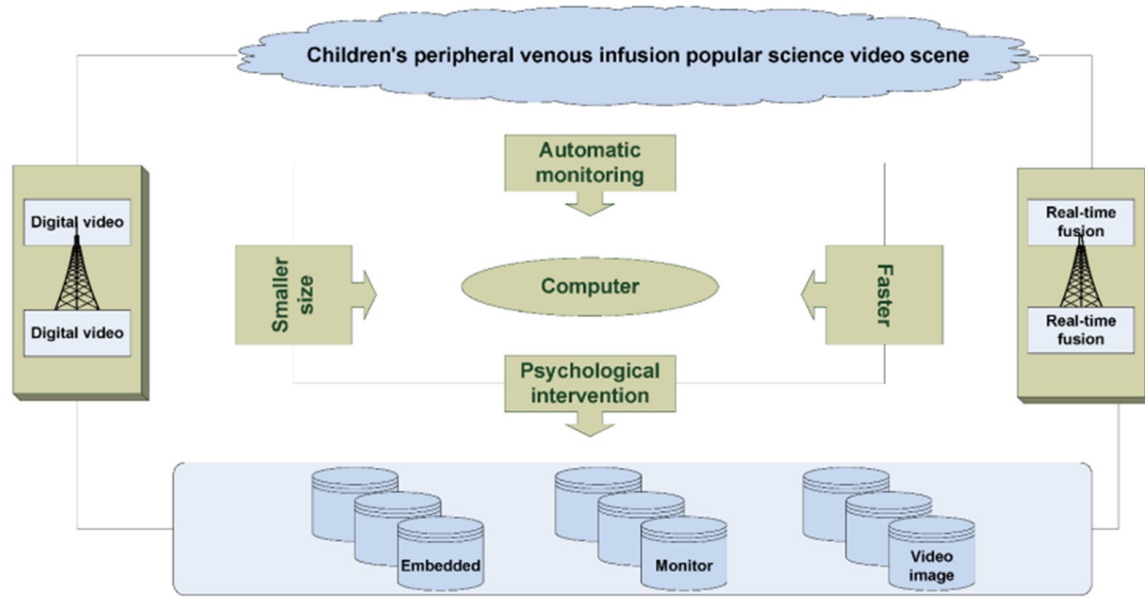 Children's peripheral venous infusion popular science video scene
Automatic
monitoring
Digital video
Digital video
Smaller
size
Computer
Faster
Real-time
fusion
Real-time
fusion
Psychological
intervention
Embedded
Monitor
Video
image